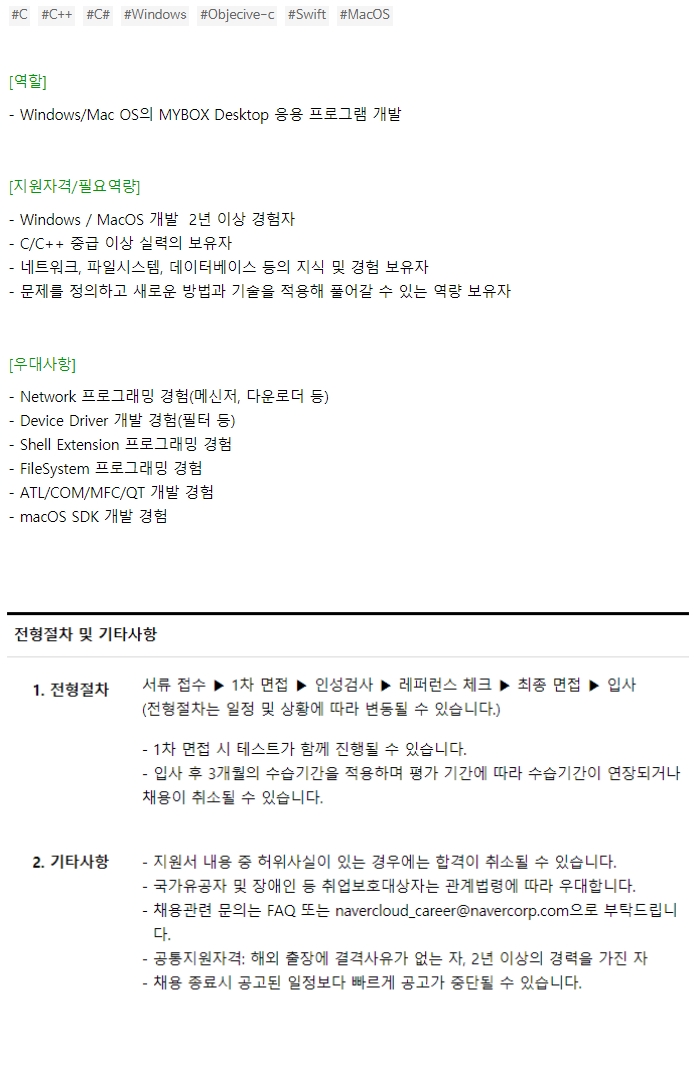 #C #C++ #C# #Windows #Objecive-c #Swift #MacOS
[역할]
- Windows/Mac OS의 MYBOX Desktop 응용 프로그램 개발
[지원자격/필요역량]
- Windows / MacOS 개발  2년 이상 경험자
- C/C++ 중급 이상 실력의 보유자
- 네트워크, 파일시스템, 데이터베이스 등의 지식 및 경험 보유자
- 문제를 정의하고 새로운 방법과 기술을 적용해 풀어갈 수 있는 역량 보유자
[우대사항]
- Network 프로그래밍 경험(메신저, 다운로더 등)
- Device Driver 개발 경험(필터 등)
- Shell Extension 프로그래밍 경험
- FileSystem 프로그래밍 경험
- ATL/COM/MFC/QT 개발 경험
- macOS SDK 개발 경험
전형절차 및 기타사항
1. 전형절차
서류 접수 ▶ 1차 면접 ▶ 인성검사 ▶ 레퍼런스 체크 ▶ 최종 면접 ▶ 입사
(전형절차는 일정 및 상황에 따라 변동될 수 있습니다.)
- 1차 면접 시 테스트가 함께 진행될 수 있습니다.
- 입사 후 3개월의 수습기간을 적용하며 평가 기간에 따라 수습기간이 연장되거나
채용이 취소될 수 있습니다.
2. 기타사항
- 지원서 내용 중 허위사실이 있는 경우에는 합격이 취소될 수 있습니다.
- 국가유공자 및 장애인 등 취업보호대상자는 관계법령에 따라 우대합니다.
- 채용관련 문의는 FAQ 또는 navercloud_career@navercorp.com으로 부탁드립니
다.
- 공통지원자격: 해외 출장에 결격사유가 없는 자, 2년 이상의 경력을 가진 자
- 채용 종료시 공고된 일정보다 빠르게 공고가 중단될 수 있습니다.